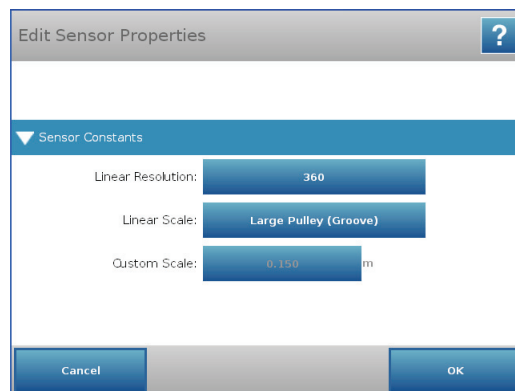 Edit Sensor Properties ?
Sensor Constants
Linear Resolution: 360
Linear Scale: Large Pulley (Groove)
Custom Scale: 0.150 m
Cancel OK